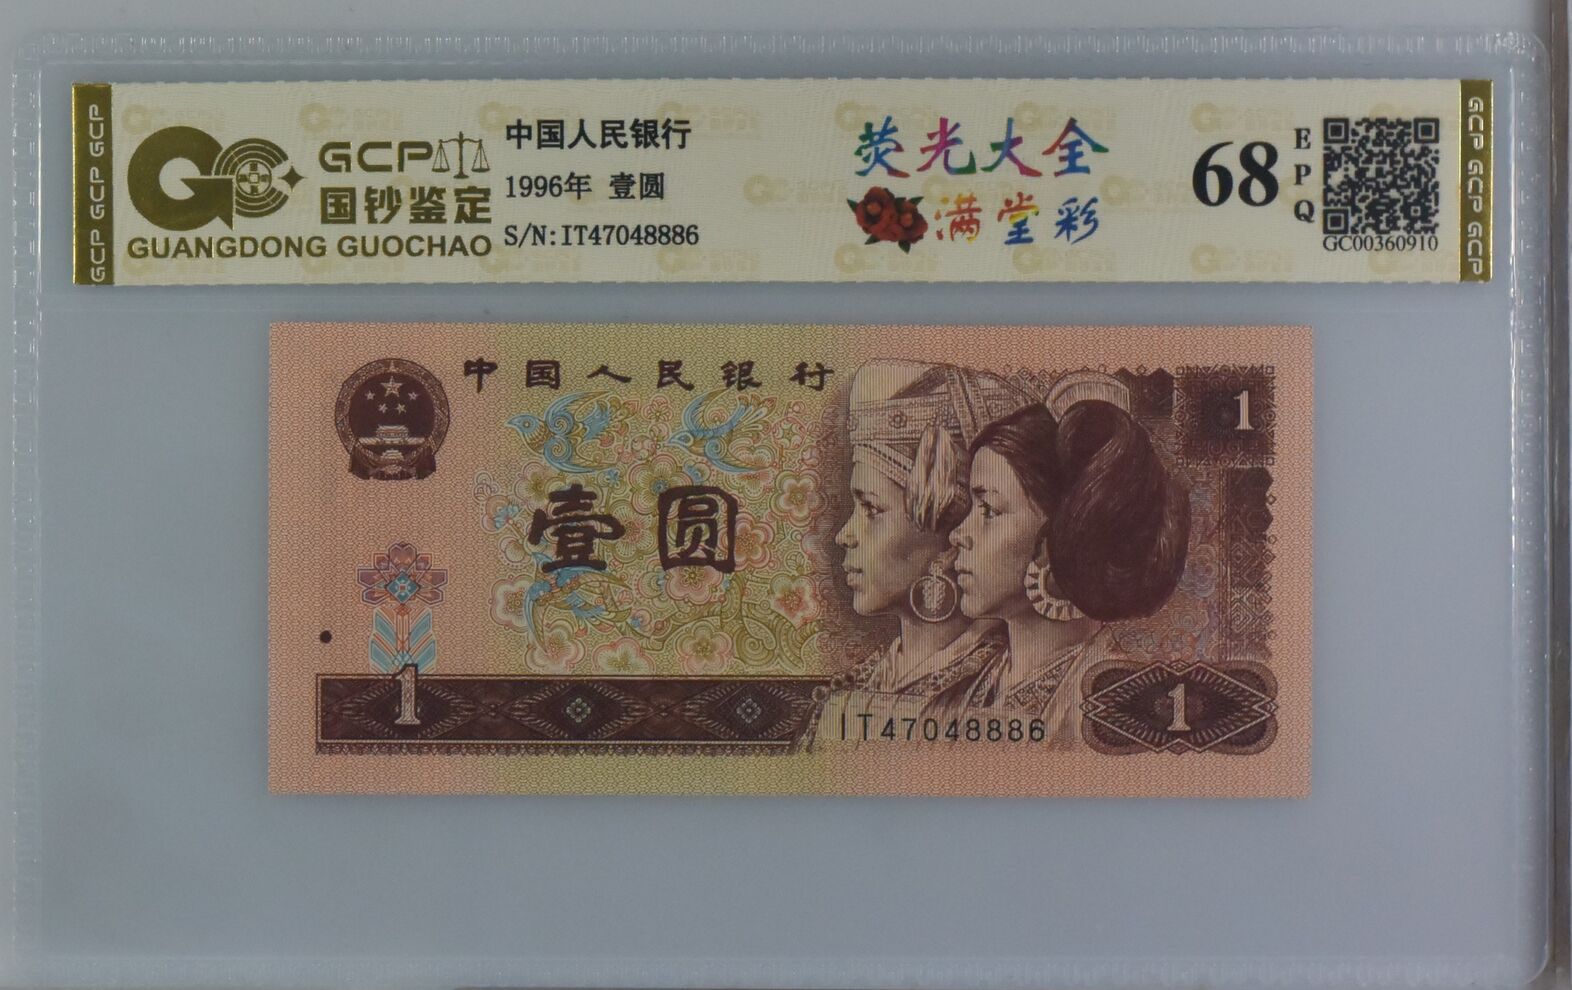 GCP GCP GCP
GCP
国钞鉴定
GUANGDONG GUOCHAO
中国人民银行
1996年 壹圆
S/N:IT47048886
荧光大全
满堂彩
68
EPQ
GC00360910
GCP GCP GCP
中国人民银行
1
壹圆
1
1
IT47048886